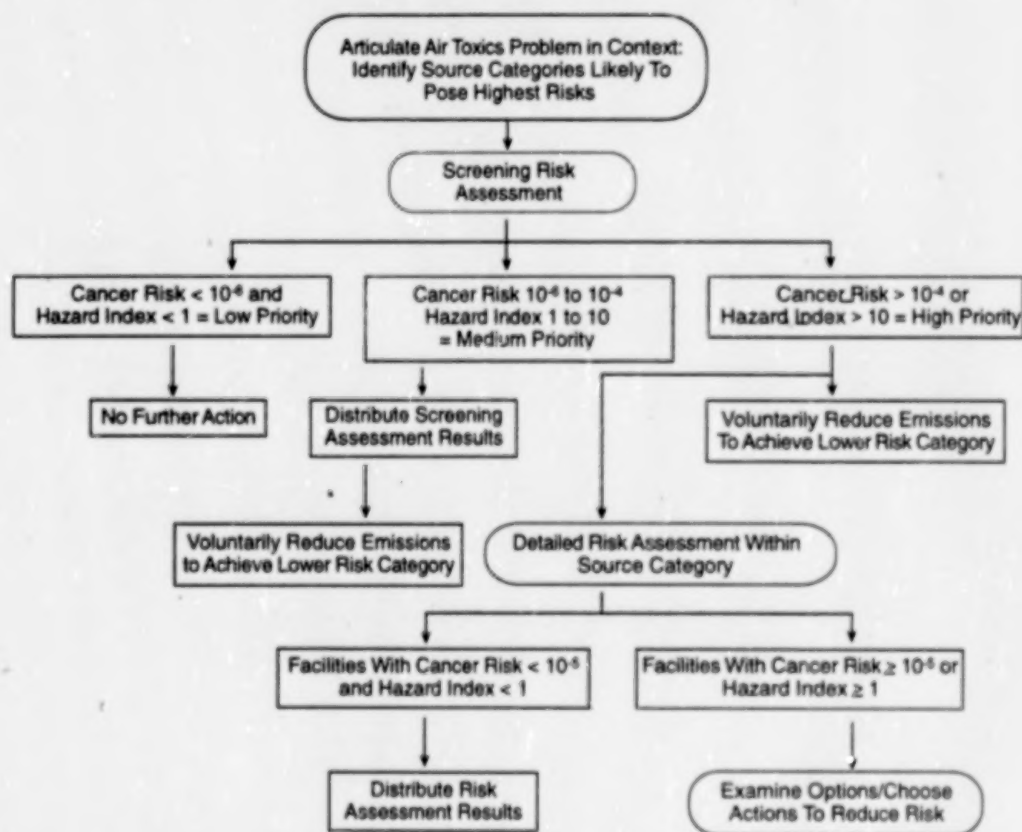 Articulate Air Toxics Problem in Context:
Identify Source Categories Likely To
Pose Highest Risks
Screening Risk
Assessment
Cancer Risk < 10⁻⁶ and
Hazard Index < 1 = Low Priority
Cancer Risk 10⁻⁶ to 10⁻⁴
Hazard Index 1 to 10
= Medium Priority
Cancer Risk > 10⁻⁴ or
Hazard Index > 10 = High Priority
No Further Action
Distribute Screening
Assessment Results
Voluntarily Reduce Emissions
To Achieve Lower Risk Category
Voluntarily Reduce Emissions
to Achieve Lower Risk Category
Detailed Risk Assessment Within
Source Category
Facilities With Cancer Risk < 10⁻⁵
and Hazard Index < 1
Facilities With Cancer Risk ≥ 10⁻⁵ or
Hazard Index ≥ 1
Distribute Risk
Assessment Results
Examine Options/Choose
Actions To Reduce Risk